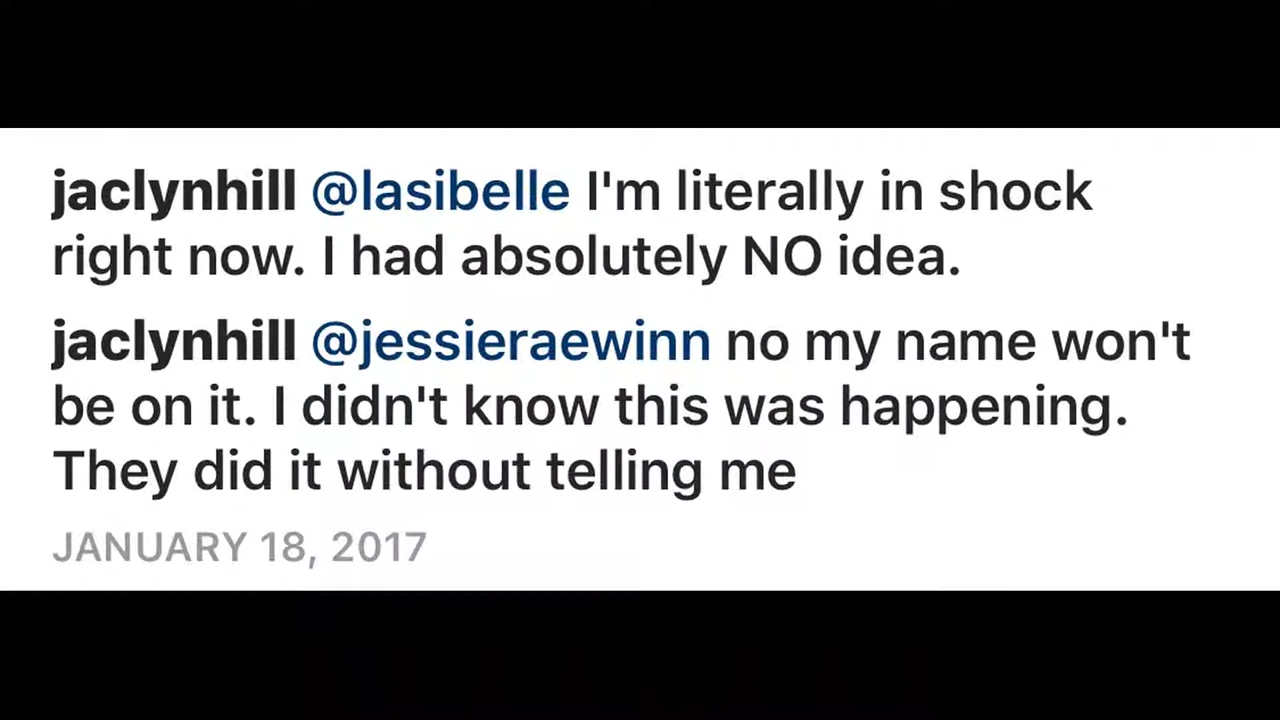 jaclynhill @lasibelle I'm literally in shock
right now. I had absolutely NO idea.
jaclynhill @jessieraewinn no my name won't
be on it. I didn't know this was happening.
They did it without telling me
JANUARY 18, 2017